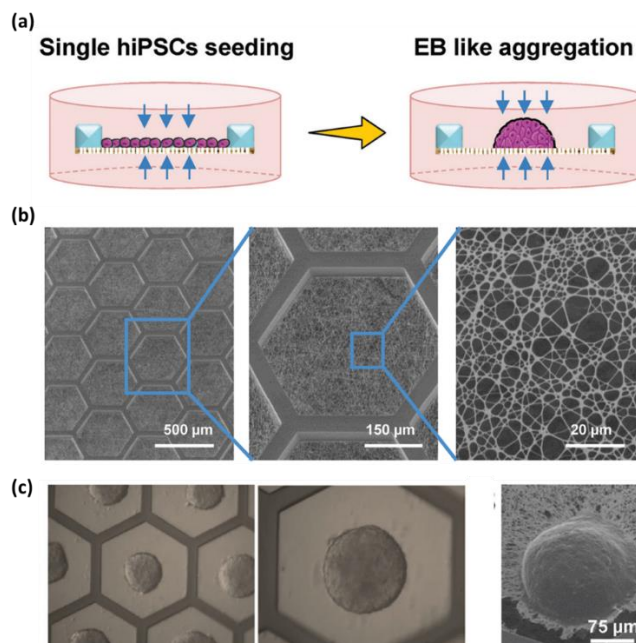 (a)
Single hiPSCs seeding
EB like aggregation
(b)
500 µm
150 µm
20 µm
(c)
75 µm